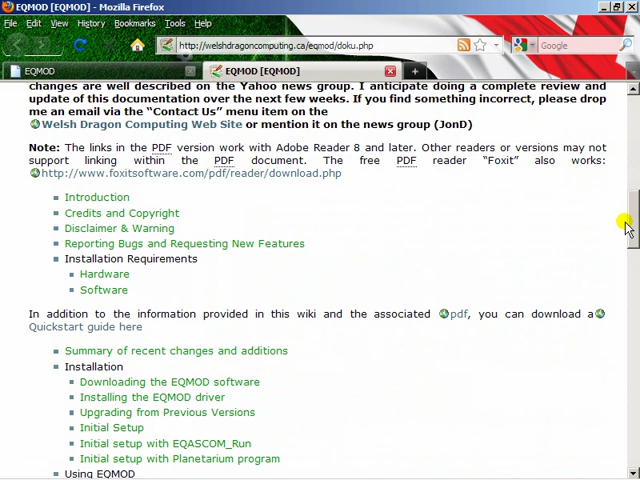 EQMOD [EQMOD] - Mozilla Firefox
File Edit View History Bookmarks Tools Help
http://welshdragoncomputing.ca/eqmod/doku.php
Google
EQMOD
EQMOD [EQMOD]
changes are well described on the Yahoo news group. I anticipate doing a complete review and
update of this documentation over the next few weeks. If you find something incorrect, please drop
me an email via the “Contact Us” menu item on the
Welsh Dragon Computing Web Site or mention it on the news group (JonD)
Note: The links in the PDF version work with Adobe Reader 8 and later. Other readers or versions may not
support linking within the PDF document. The free PDF reader “Foxit” also works:
http://www.foxitsoftware.com/pdf/reader/download.php
Introduction
Credits and Copyright
Disclaimer & Warning
Reporting Bugs and Requesting New Features
Installation Requirements
Hardware
Software
In addition to the information provided in this wiki and the associated pdf, you can download a
Quickstart guide here
Summary of recent changes and additions
Installation
Downloading the EQMOD software
Installing the EQMOD driver
Upgrading from Previous Versions
Initial Setup
Initial setup with EQASCOM_Run
Initial setup with Planetarium program
Using EQMOD